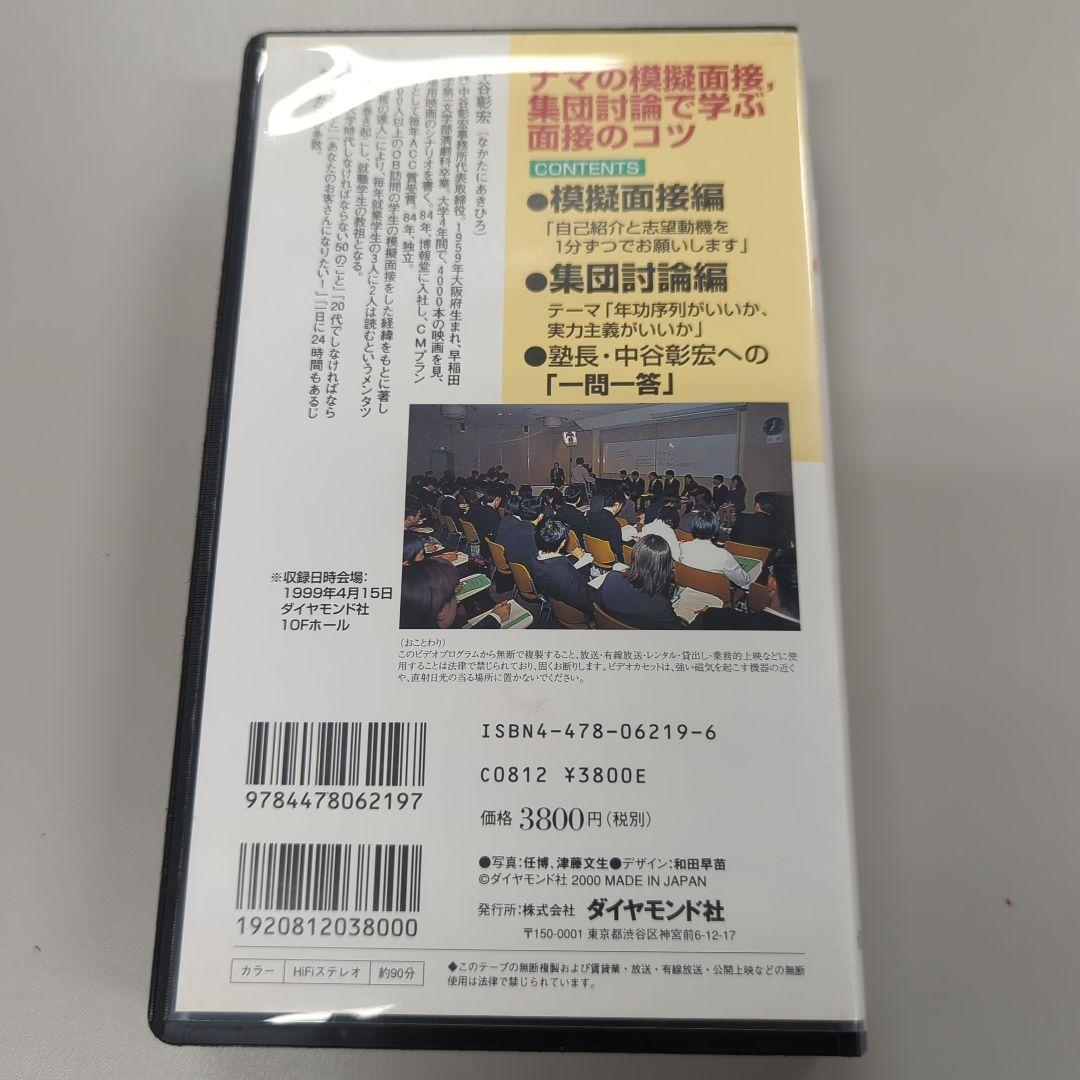 ナマの模擬面接,
集団討論で学ぶ
面接のコツ
CONTENTS
●模擬面接編
「自己紹介と志望動機を
1分ずつでお願いします」
●集団討論編
テーマ「年功序列がいいか、
実力主義がいいか」
●塾長・中谷彰宏への
「一問一答」
中谷彰宏(なかたにあきひろ)
㈱中谷彰宏事務所代表取締役。1959年大阪府生まれ、早稲田
学第一文学部演劇科卒業。大学4年間で、4000本の映画を見、
用映画のシナリオを書く。84年、博報堂に入社し、CMプラン
として毎年ACC賞受賞。84年、独立。
00人以上のOB訪問の学生の模擬面接をした経緯をもとに著し
接の達人」により、毎年就業学生の3人に2人は読むというメンタツ
巻き起こし、就職学生の教祖となる。
大学時代しなければならない50のこと」「20代でしなければなら
こと」「あなたのお客さんになりたい!」「一日に24時間もあるじ
多数。
※収録日時会場:
1999年4月15日
ダイヤモンド社
10Fホール
(おことわり)
このビデオプログラムから無断で複製すること、放送・有線放送・レンタル・貸出し・業務的上映などに使
用することは法律で禁じられており、固くお断りします。ビデオカセットは、強い磁気を起こす機器の近く
や、直射日光の当る場所に置かないでください。
ISBN4-478-06219-6
C0812 ¥3800E
価格 3800円(税別)
9784478062197
1920812038000
●写真:任博、津藤文生●デザイン:和田早苗
©ダイヤモンド社 2000 MADE IN JAPAN
発行所:株式会社 ダイヤモンド社
〒150-0001 東京都渋谷区神宮前6-12-17
カラー HiFiステレオ 約90分
◆このテープの無断複製および賃貸業・放送・有線放送・公開上映などの無断
使用は法律で禁じられています。